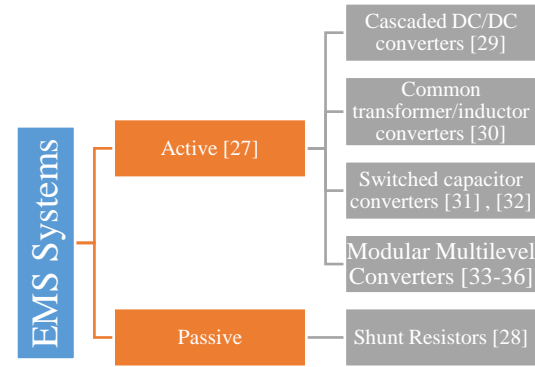 EMS Systems
Active [27]
Cascaded DC/DC
converters [29]
Common
transformer/inductor
converters [30]
Switched capacitor
converters [31] , [32]
Modular Multilevel
Converters [33-36]
Passive
Shunt Resistors [28]